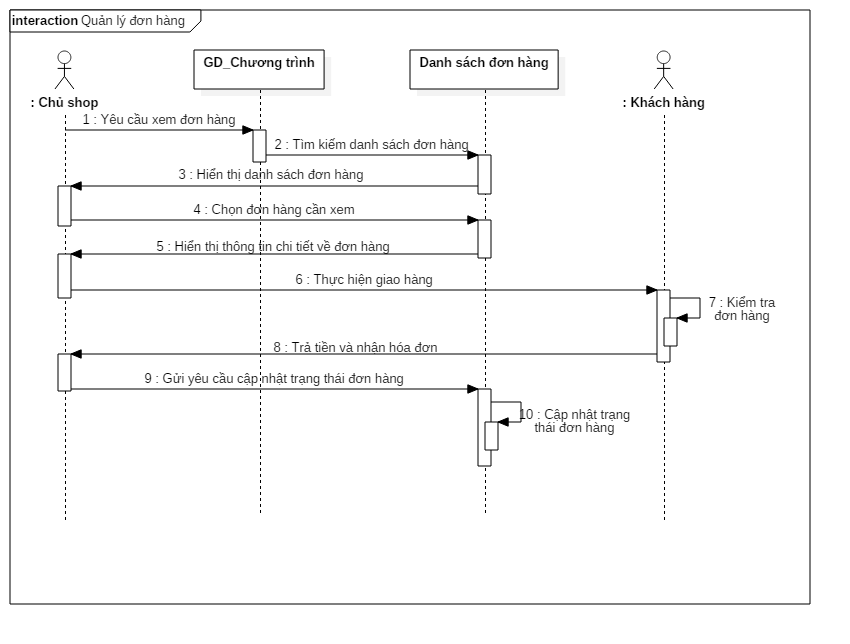 interaction Quản lý đơn hàng
GD_Chương trình
Danh sách đơn hàng
: Chủ shop
: Khách hàng
1 : Yêu cầu xem đơn hàng
2 : Tìm kiếm danh sách đơn hàng
3 : Hiển thị danh sách đơn hàng
4 : Chọn đơn hàng cần xem
5 : Hiển thị thông tin chi tiết về đơn hàng
6 : Thực hiện giao hàng
7 : Kiểm tra
đơn hàng
8 : Trả tiền và nhận hóa đơn
9 : Gửi yêu cầu cập nhật trạng thái đơn hàng
10 : Cập nhật trạng
thái đơn hàng